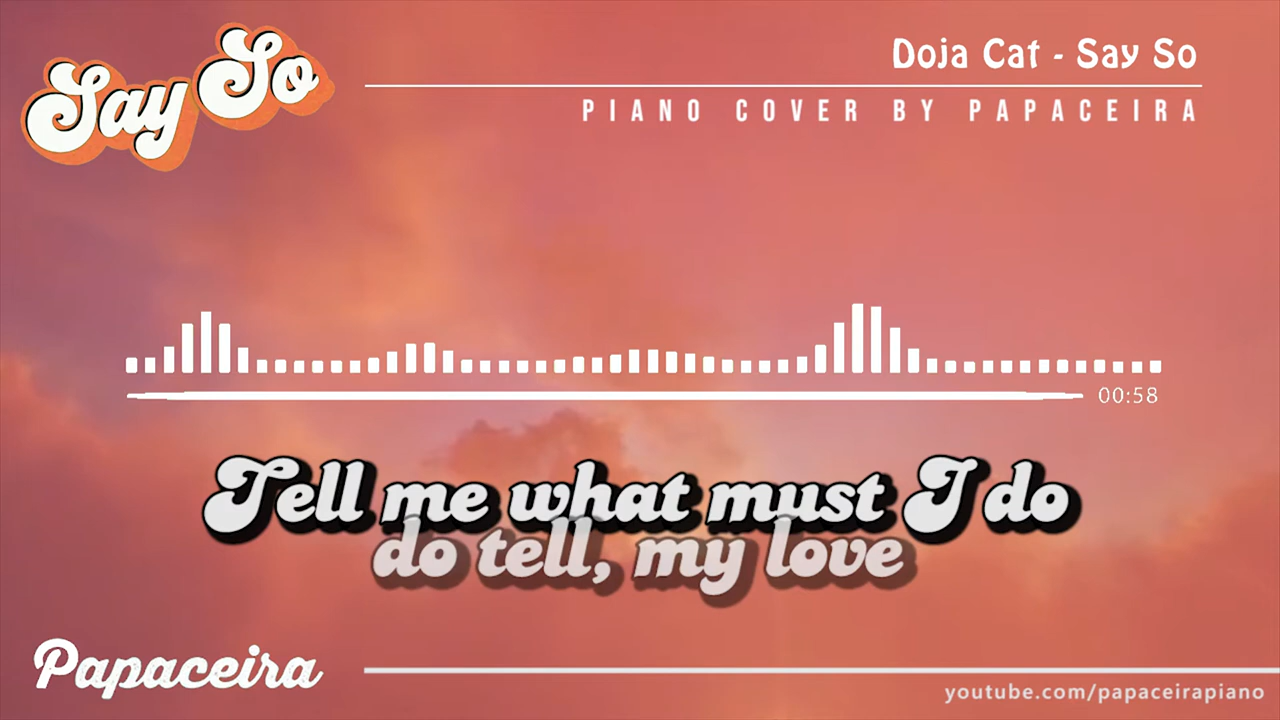 Say So
Doja Cat - Say So
PIANO COVER BY PAPACEIRA
00:58
Tell me what must I do
do tell, my love
Papaceira
youtube.com/papaceirapiano